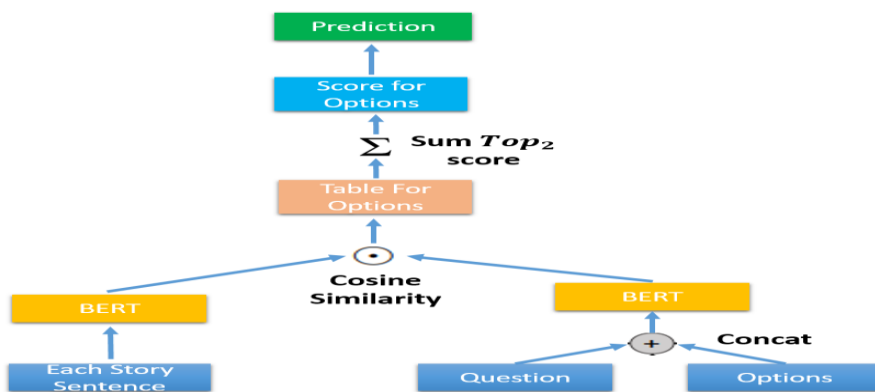 Prediction
Score for
Options
∑ Sum Top₂
score
Table For
Options
Cosine
Similarity
BERT
BERT
+ Concat
Each Story
Sentence
Question
Options